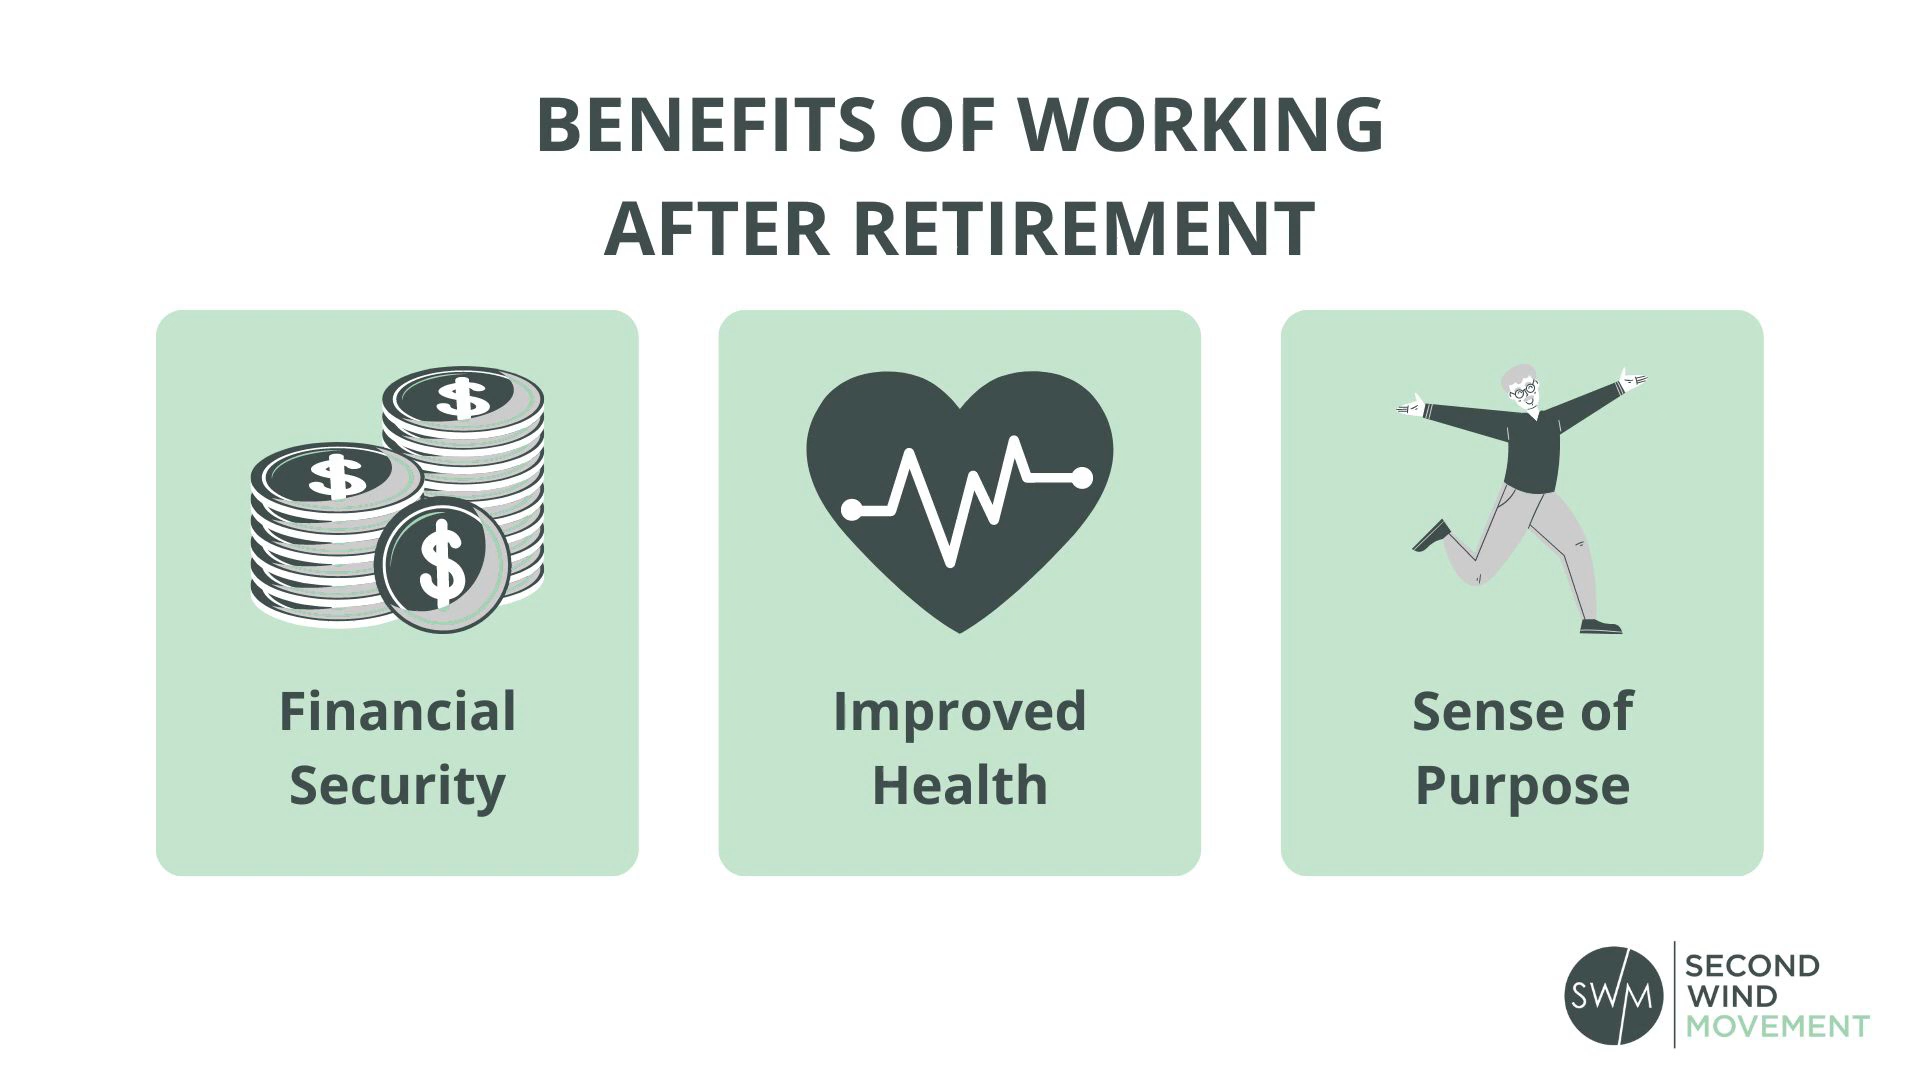 BENEFITS OF WORKING
AFTER RETIREMENT
$
$
$
Financial
Security
Improved
Health
Sense of
Purpose
SWM
SECOND
WIND
MOVEMENT